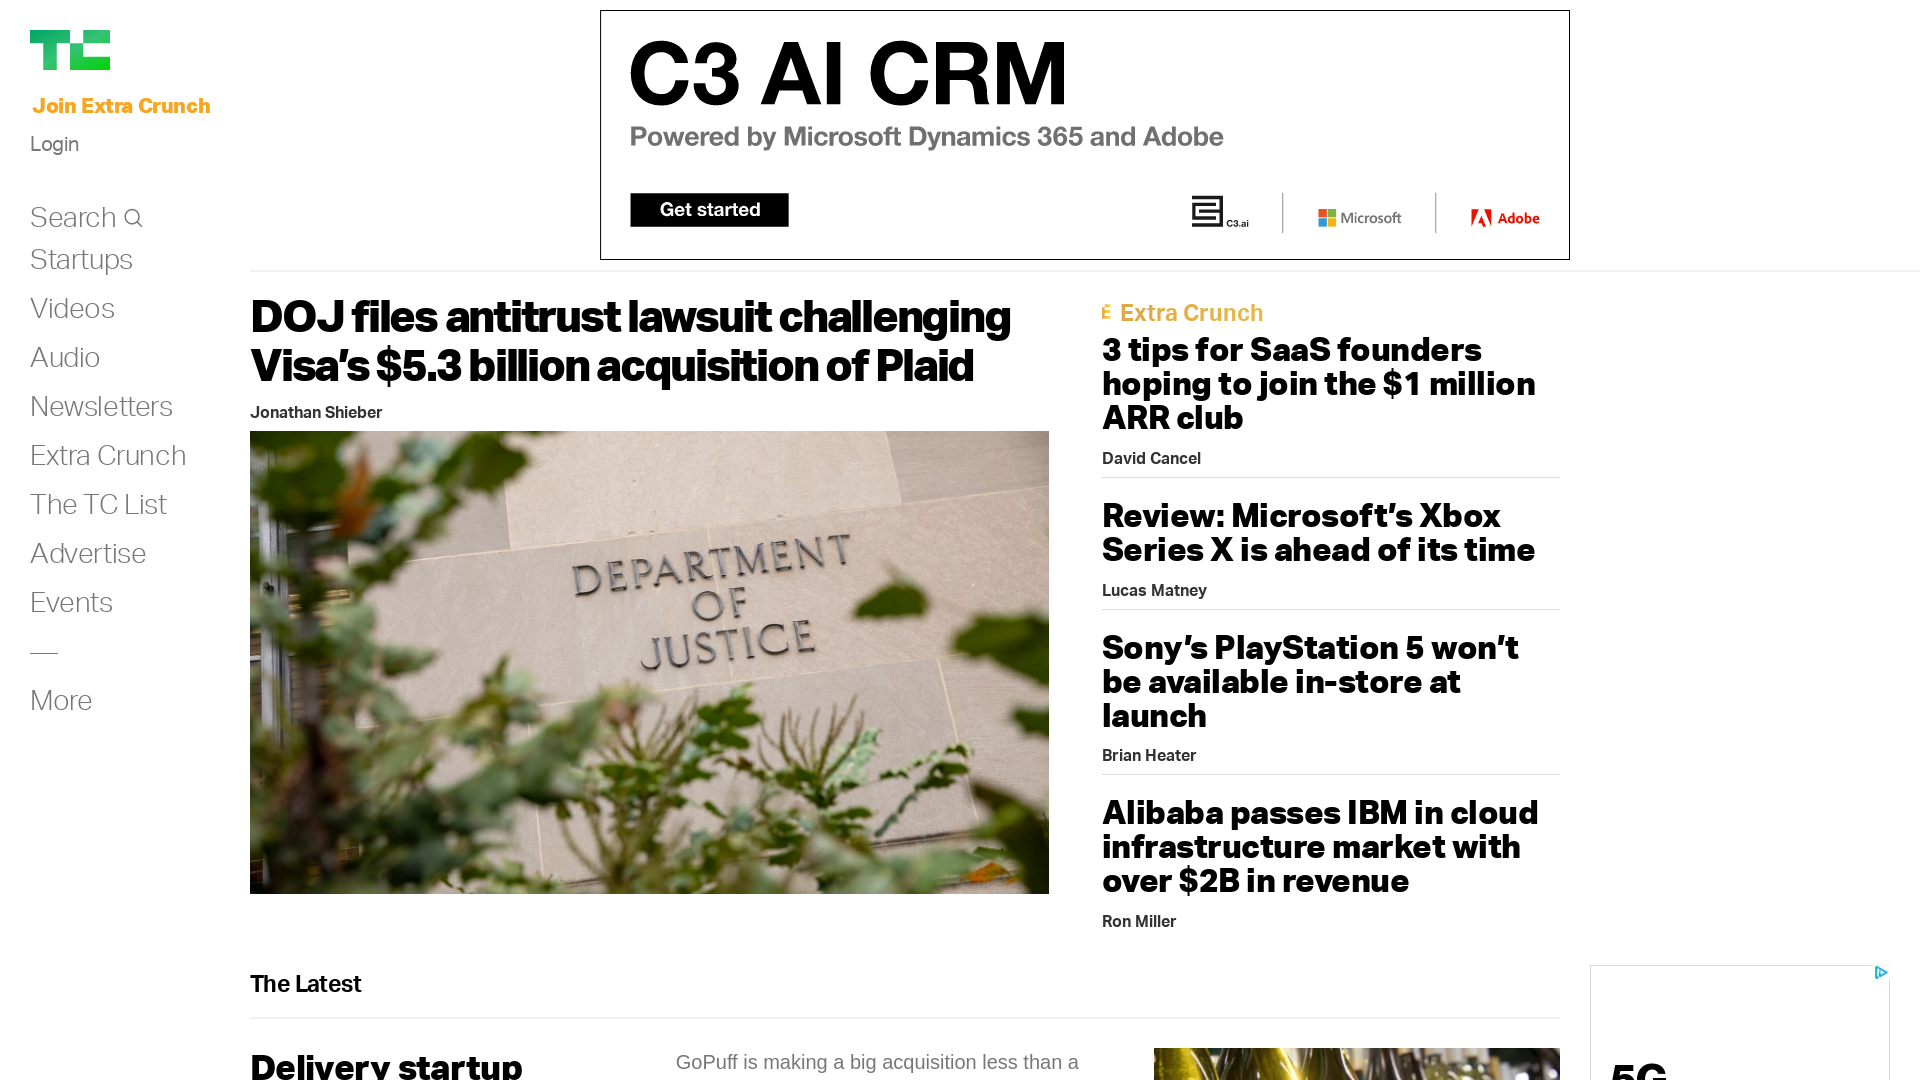 TC
Join Extra Crunch
Login
Search
Startups
Videos
Audio
Newsletters
Extra Crunch
The TC List
Advertise
Events
—
More
C3 AI CRM
Powered by Microsoft Dynamics 365 and Adobe
Get started
C3.ai
Microsoft
Adobe
DOJ files antitrust lawsuit challenging
Visa’s $5.3 billion acquisition of Plaid
Jonathan Shieber
DEPARTMENT
OF
JUSTICE
Extra Crunch
3 tips for SaaS founders
hoping to join the $1 million
ARR club
David Cancel
Review: Microsoft’s Xbox
Series X is ahead of its time
Lucas Matney
Sony’s PlayStation 5 won’t
be available in-store at
launch
Brian Heater
Alibaba passes IBM in cloud
infrastructure market with
over $2B in revenue
Ron Miller
The Latest
Delivery startup
GoPuff is making a big acquisition less than a
5G